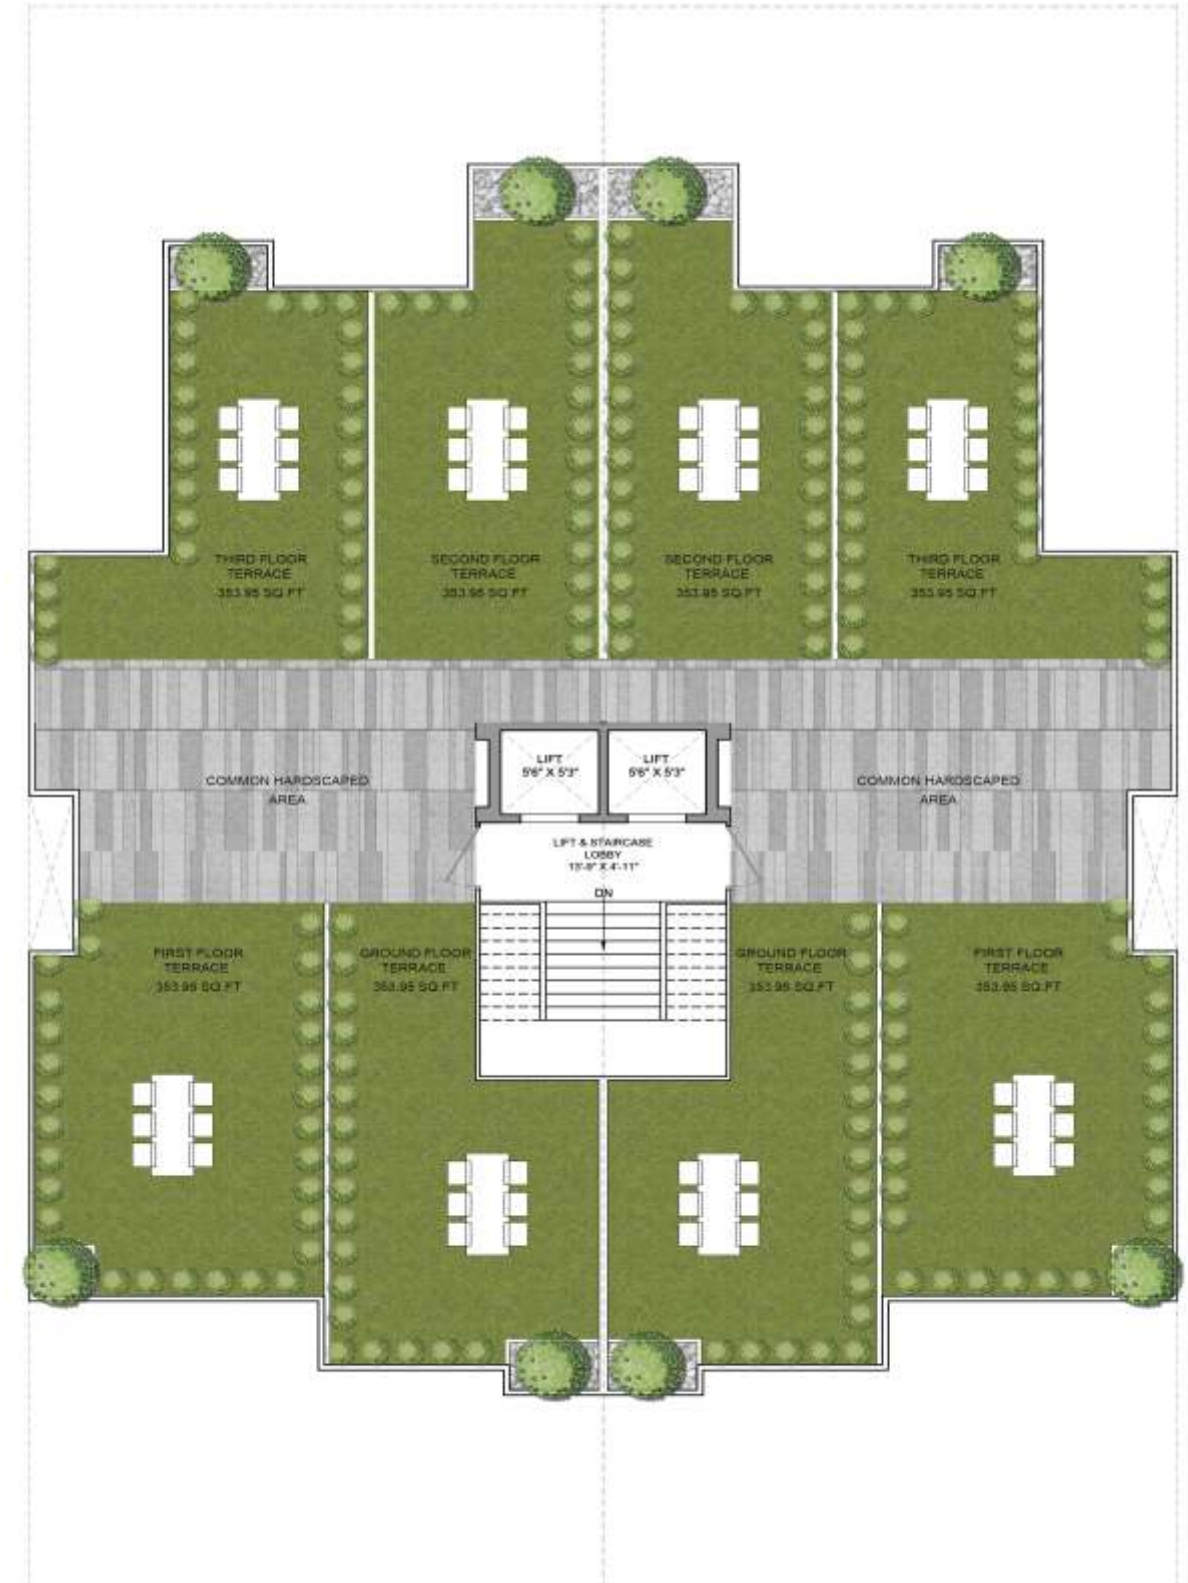 THIRD FLOOR
TERRACE
353.95 SQ.FT
SECOND FLOOR
TERRACE
353.95 SQ.FT
SECOND FLOOR
TERRACE
353.95 SQ.FT
THIRD FLOOR
TERRACE
353.95 SQ.FT
COMMON HARDSCAPED
AREA
LIFT
5'6" X 5'3"
LIFT
5'6" X 5'3"
COMMON HARDSCAPED
AREA
LIFT & STAIRCASE
LOBBY
13'-9" X 4'-11"
DN
FIRST FLOOR
TERRACE
353.95 SQ.FT
GROUND FLOOR
TERRACE
353.95 SQ.FT
GROUND FLOOR
TERRACE
353.95 SQ.FT
FIRST FLOOR
TERRACE
353.95 SQ.FT